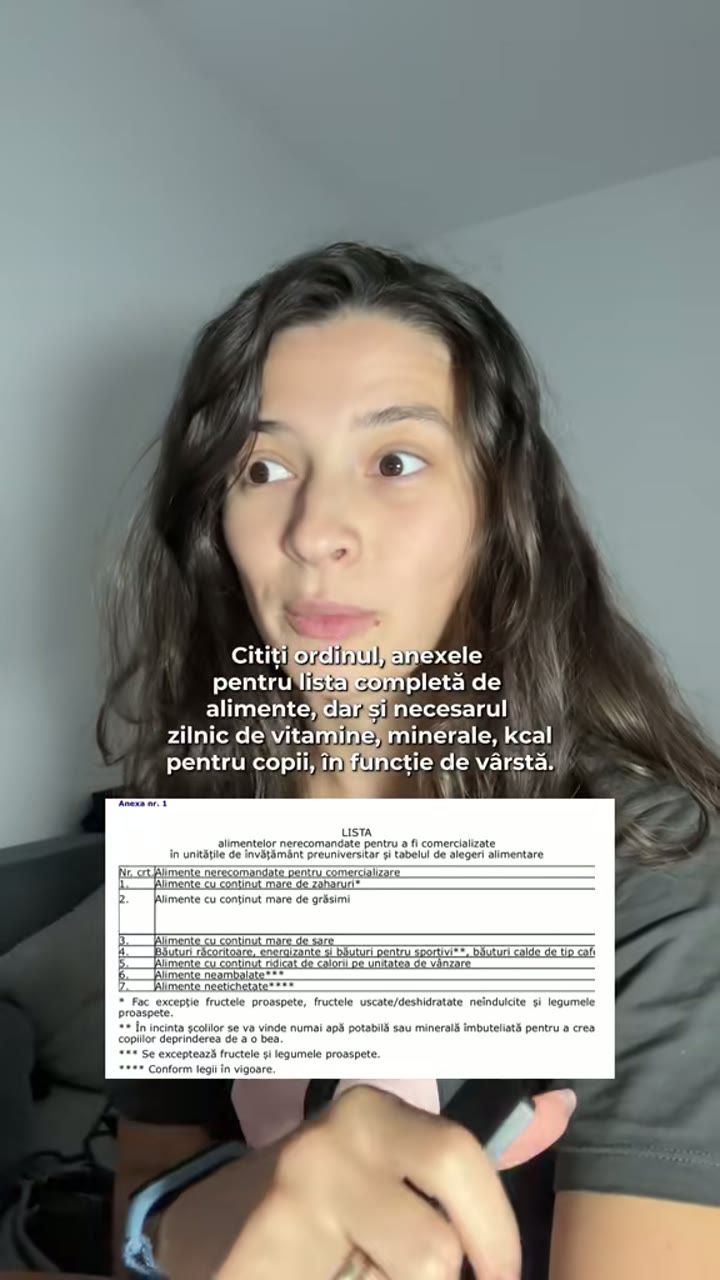 Citiți ordinul, anexele
pentru lista completă de
alimente, dar și necesarul
zilnic de vitamine, minerale, kcal
pentru copii, în funcție de vârstă.
Anexa nr. 1
LISTA
alimentelor nerecomandate pentru a fi comercializate
în unitățile de învățământ preuniversitar și tabelul de alegeri alimentare
Nr. crt. Alimente nerecomandate pentru comercializare
1. Alimente cu conținut mare de zaharuri*
2. Alimente cu conținut mare de grăsimi
3. Alimente cu conținut mare de sare
4. Băuturi răcoritoare, energizante și băuturi pentru sportivi**, băuturi calde de tip
5. Alimente cu conținut ridicat de calorii pe unitatea de vânzare
6. Alimente neambalate***
7. Alimente neetichetate****
* Fac excepție fructele proaspete, fructele uscate/deshidratate neîndulcite și legumele
proaspete.
** În incinta școlilor se va vinde numai apă potabilă sau minerală îmbuteliată pentru a crea
copiilor deprinderea de a o bea.
*** Se exceptează fructele și legumele proaspete.
**** Conform legii în vigoare.